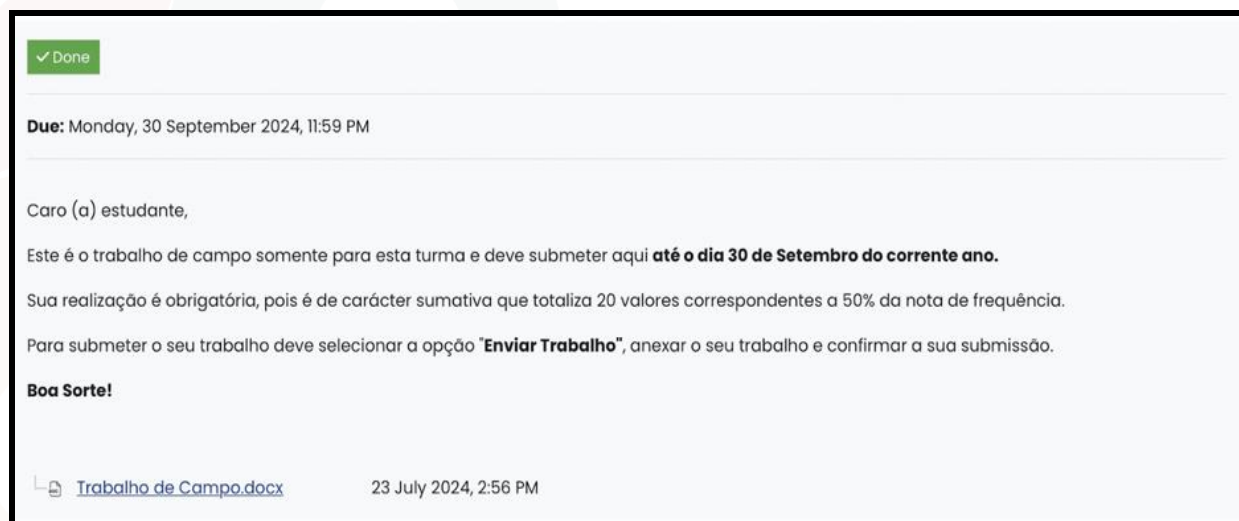 ✓ Done
Due: Monday, 30 September 2024, 11:59 PM
Caro (a) estudante,
Este é o trabalho de campo somente para esta turma e deve submeter aqui até o dia 30 de Setembro do corrente ano.
Sua realização é obrigatória, pois é de carácter sumativa que totaliza 20 valores correspondentes a 50% da nota de frequência.
Para submeter o seu trabalho deve selecionar a opção "Enviar Trabalho", anexar o seu trabalho e confirmar a sua submissão.
Boa Sorte!
Trabalho de Campo.docx 23 July 2024, 2:56 PM